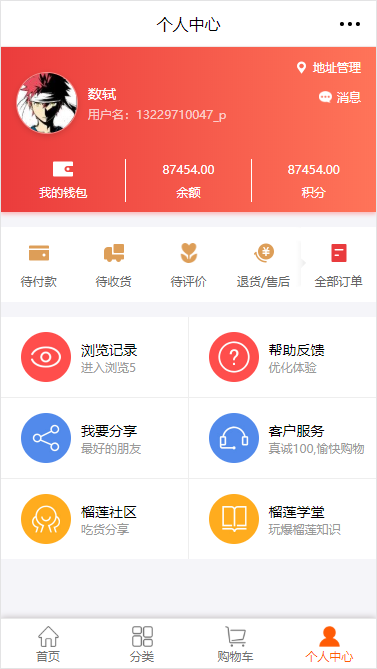 个人中心
地址管理
数轼
消息
用户名：13229710047_p
我的钱包
87454.00
余额
87454.00
积分
待付款
待收货
待评价
退货/售后
全部订单
浏览记录
进入浏览5
帮助反馈
优化体验
我要分享
最好的朋友
客户服务
真诚100,愉快购物
榴莲社区
吃货分享
榴莲学堂
玩爆榴莲知识
首页
分类
购物车
个人中心